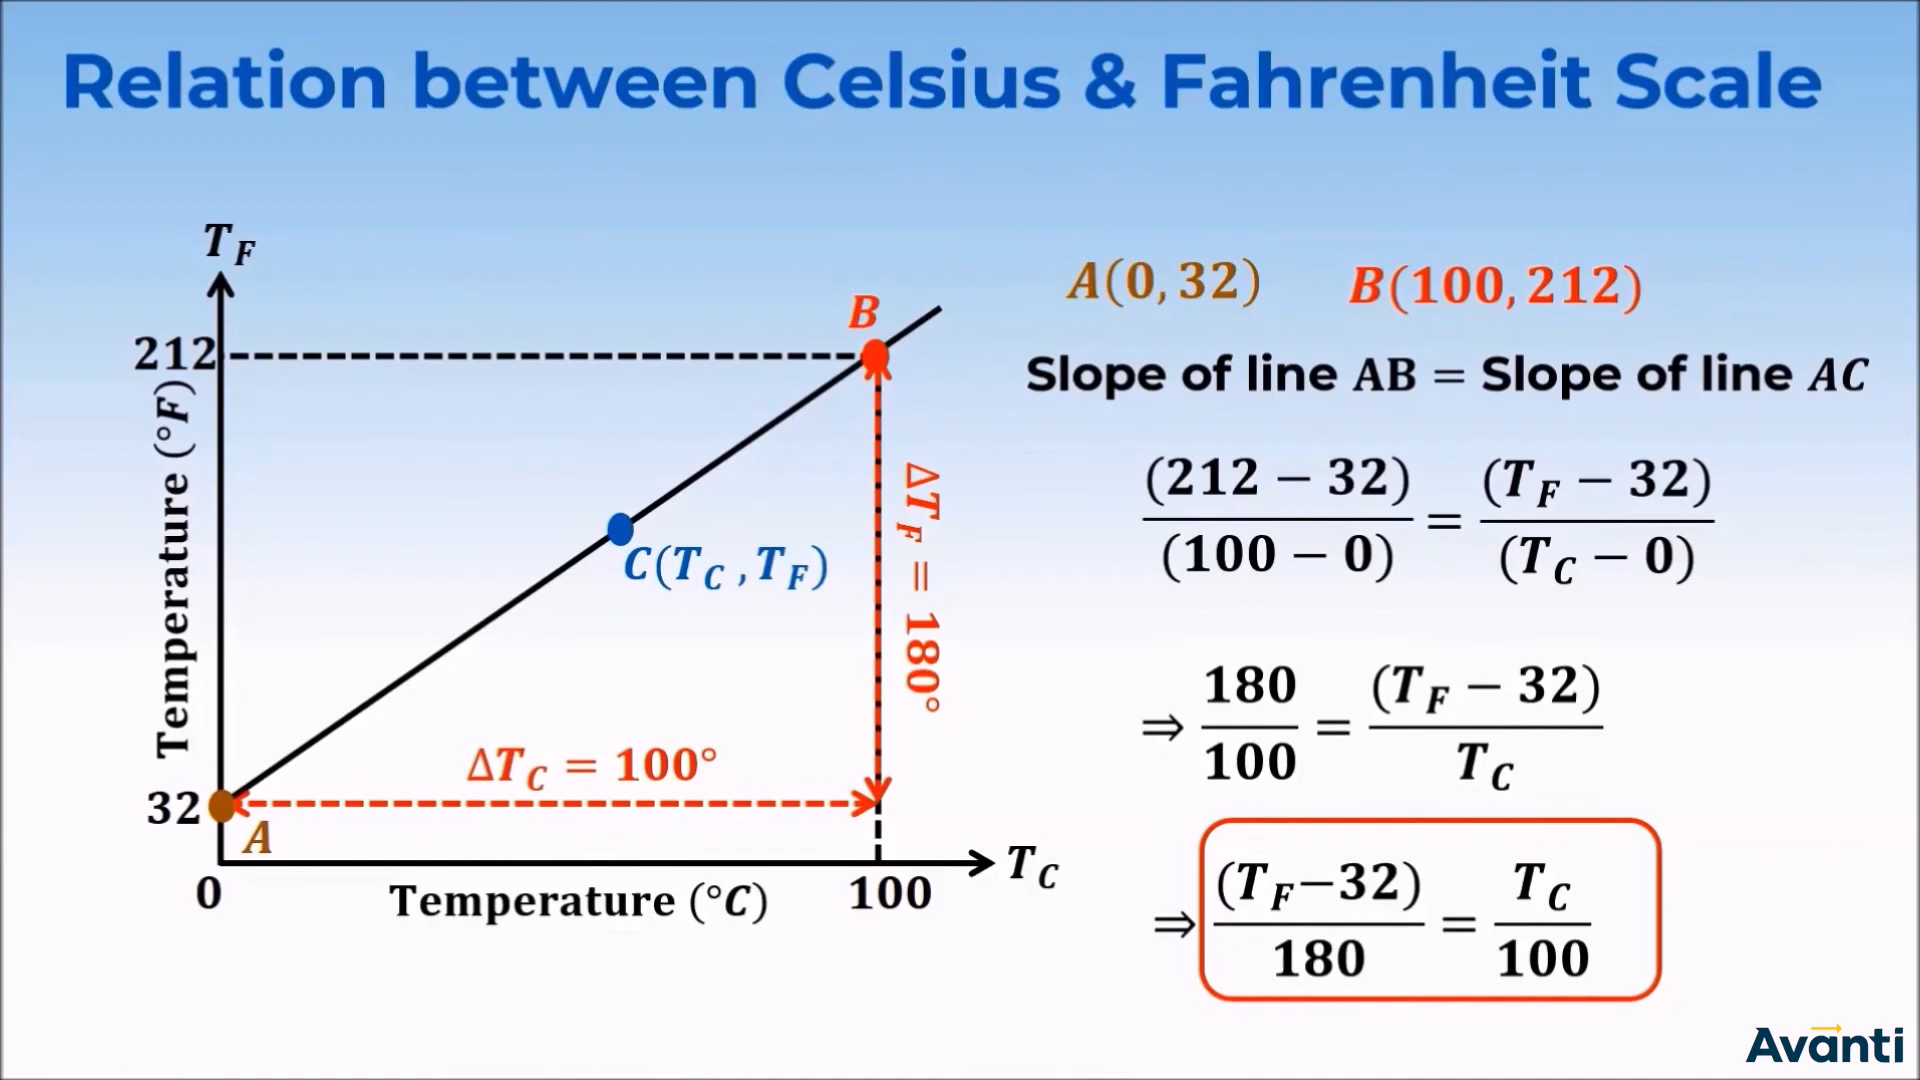 Relation between Celsius & Fahrenheit Scale
T_F
212
Temperature (°F)
32
A
B
C(T_C , T_F)
ΔT_F = 180°
ΔT_C = 100°
0
Temperature (°C)
100
T_C
A(0, 32) B(100, 212)
Slope of line AB = Slope of line AC
(212 − 32)/(100 − 0) = (T_F − 32)/(T_C − 0)
⇒ 180/100 = (T_F − 32)/T_C
⇒ (T_F−32)/180 = T_C/100
Avanti